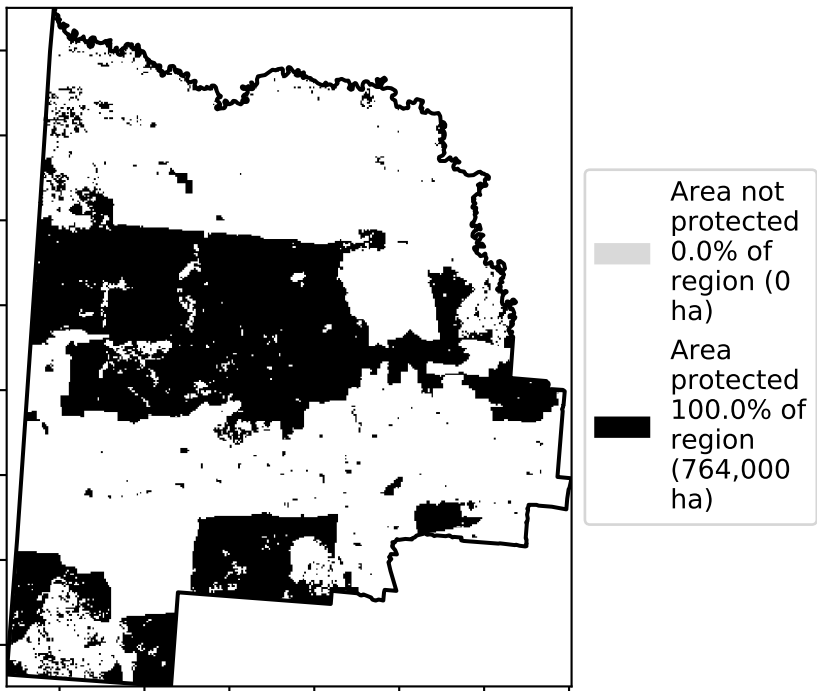 Area not
protected
0.0% of
region (0
ha)
Area
protected
100.0% of
region
(764,000
ha)